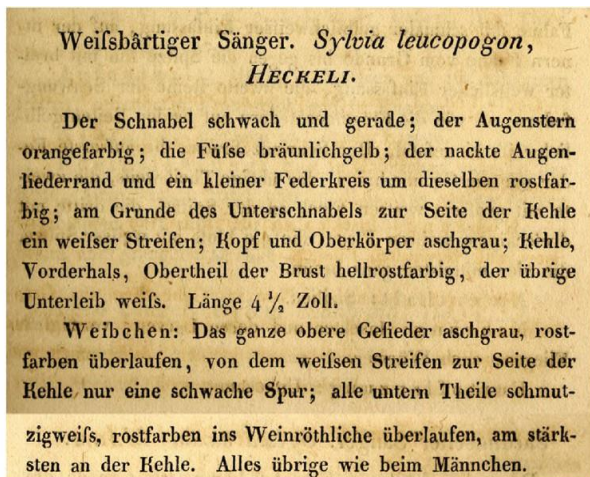 Weiſsbârtiger Sänger. Sylvia leucopogon,
HECKELI.
Der Schnabel schwach und gerade; der Augenstern
orangefarbig; die Füſse bräunlichgelb; der nackte Augen-
liederrand und ein kleiner Federkreis um dieselben rostfar-
big; am Grunde des Unterschnabels zur Seite der Kehle
ein weiſser Streifen; Kopf und Oberkörper aschgrau; Kehle,
Vorderhals, Obertheil der Brust hellrostfarbig, der übrige
Unterleib weiſs. Länge 4 ½ Zoll.
Weibchen: Das ganze obere Gefieder aschgrau, rost-
farben überlaufen, von dem weiſsen Streifen zur Seite der
Kehle nur eine schwache Spur; alle untern Theile schmut-
zigweiſs, rostfarben ins Weinröthliche überlaufen, am stärk-
sten an der Kehle. Alles übrige wie beim Männchen.